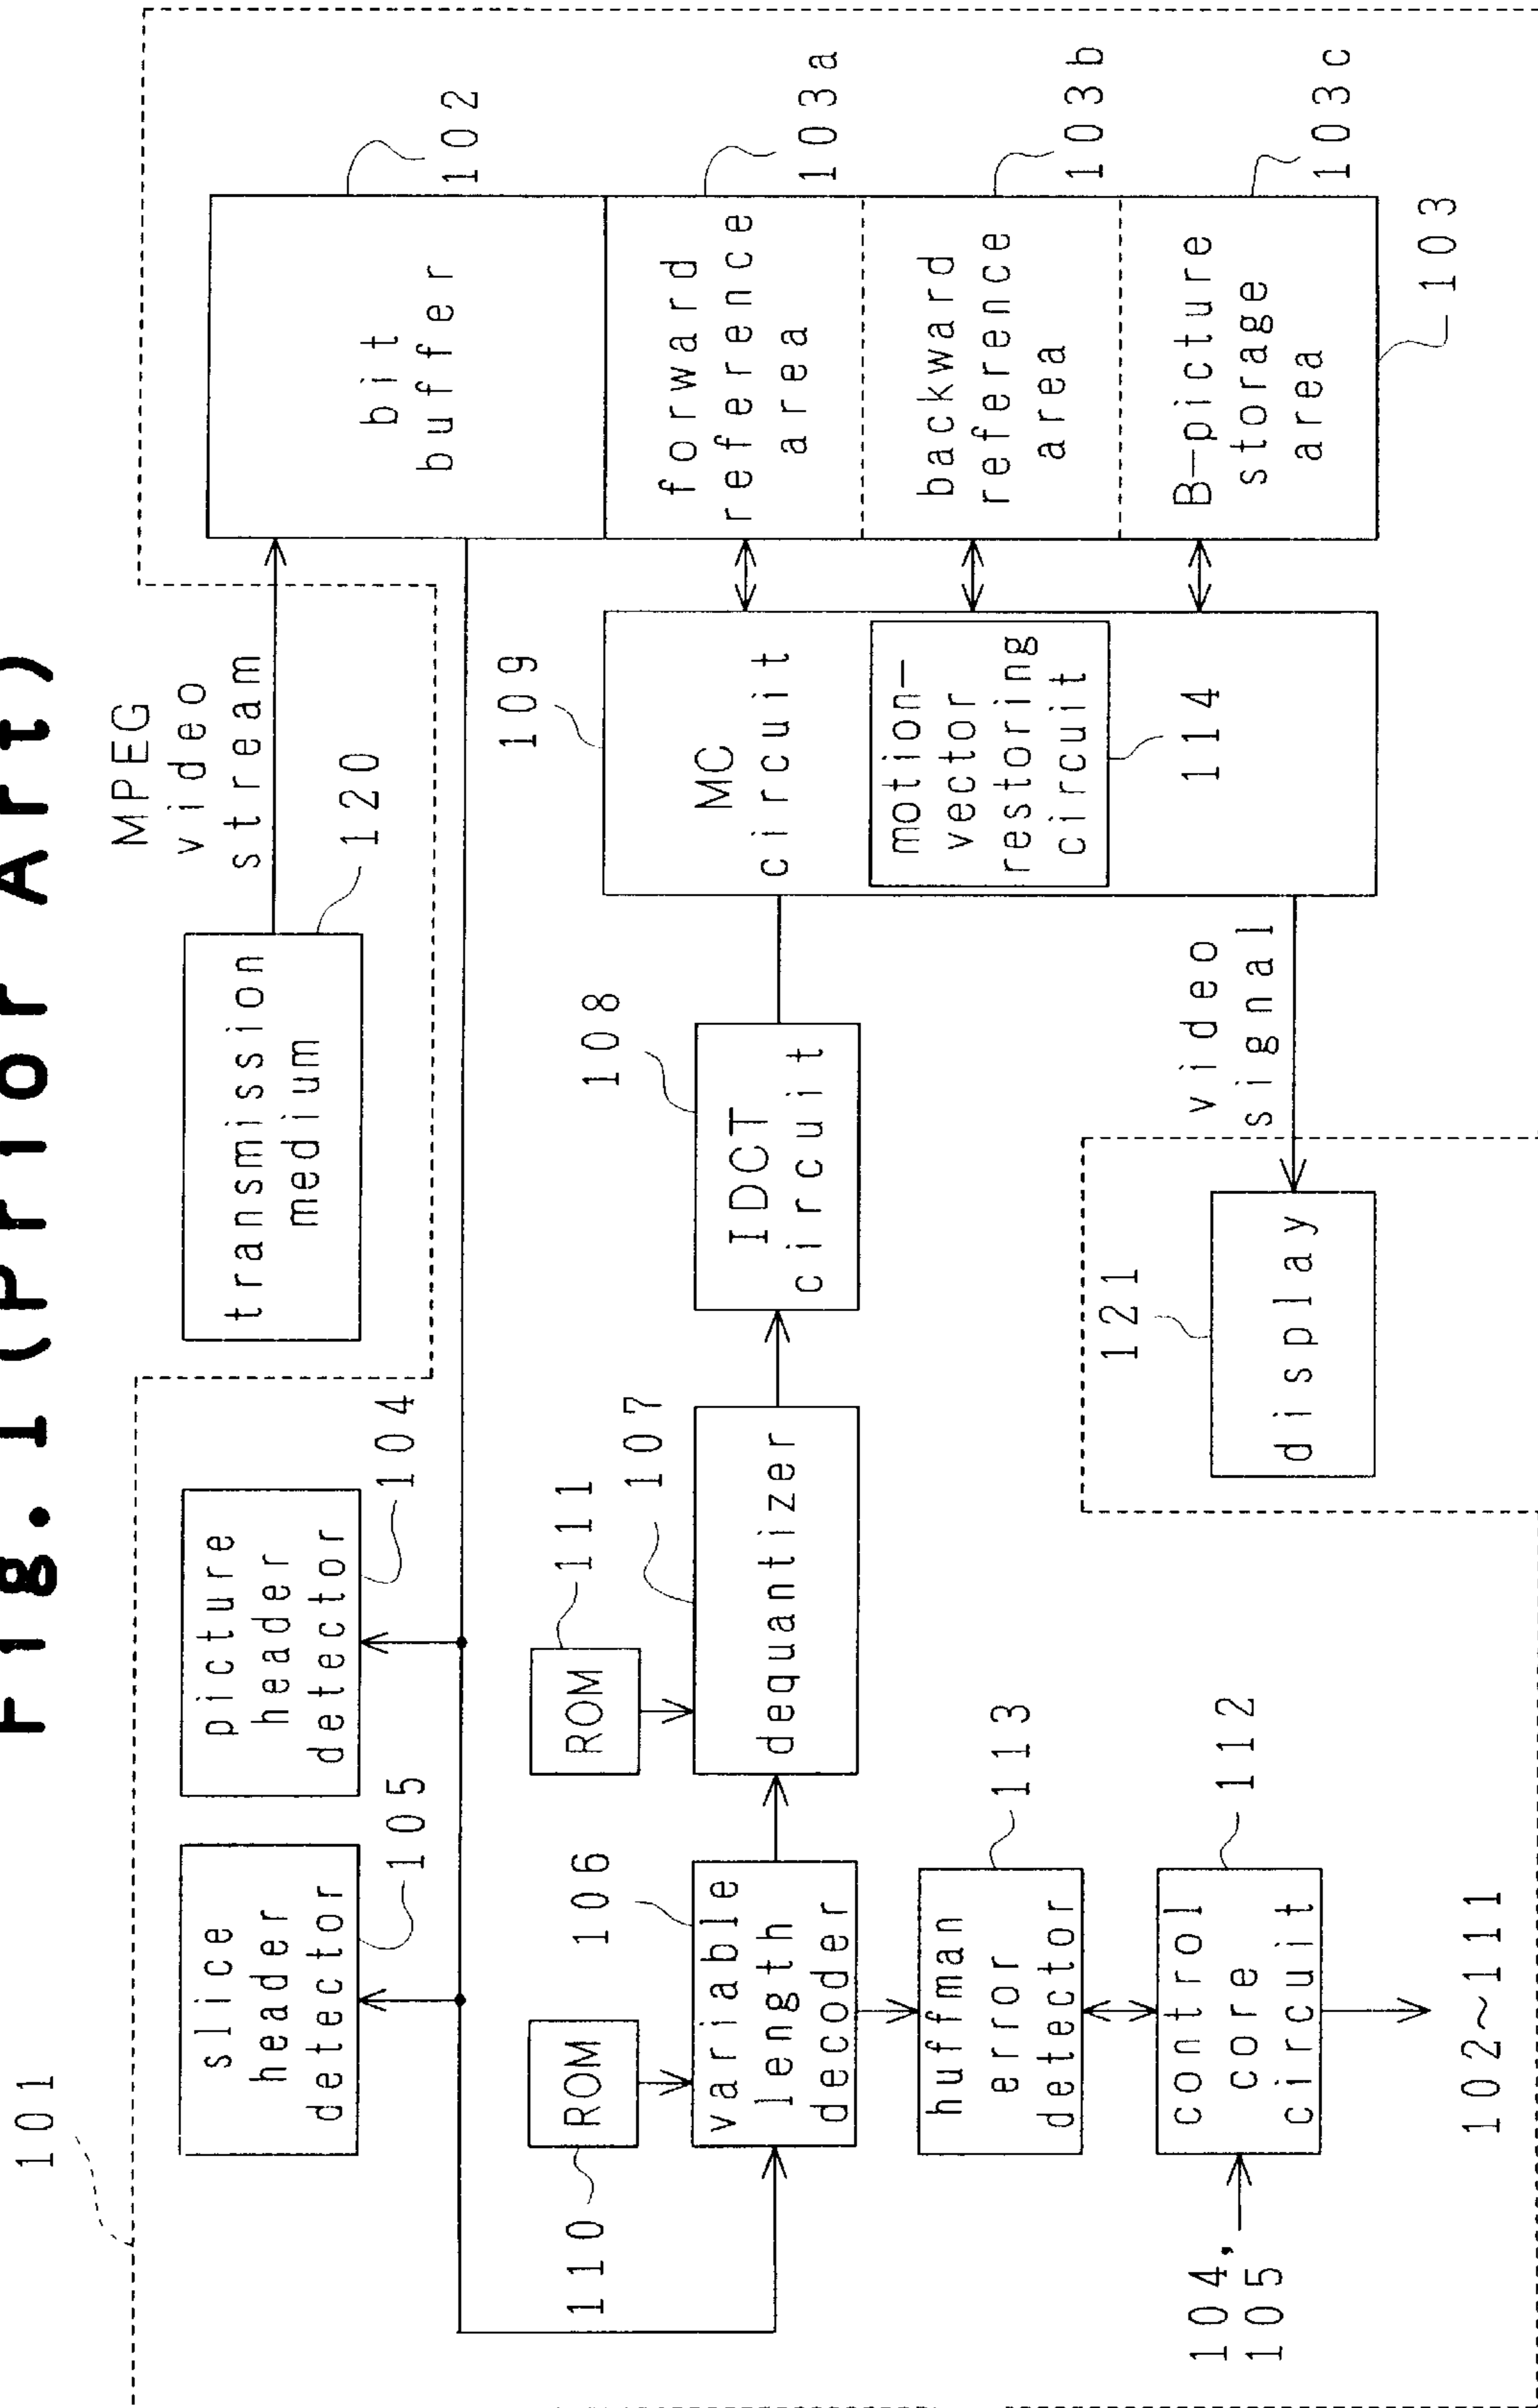 Fig. 1 (Prior Art)
101
slice
header
detector
105
picture
header
detector
104
transmission
medium
120
MPEG
video
stream
bit
buffer
102
110
ROM
106
variable
length
decoder
ROM
111
107
dequantizer
108
IDCT
circuit
109
MC
circuit
motion-
vector
restoring
circuit
114
forward
reference
area
103a
backward
reference
area
103b
B-picture
storage
area
103c
103
huffman
error
detector
113
104,
105
control
core
circuit
112
102~111
121
display
video
signal